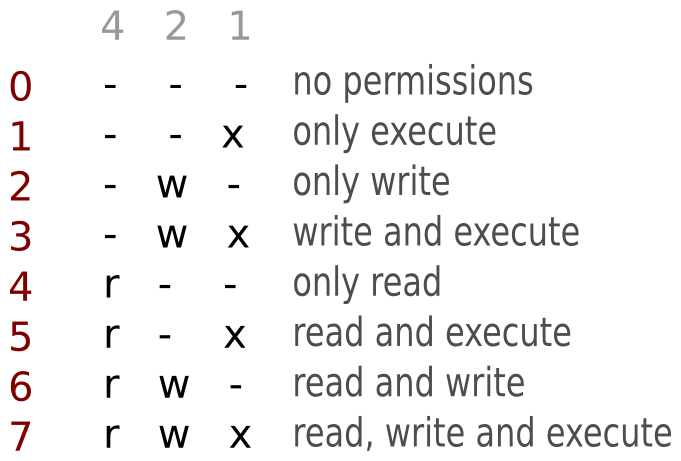 4 2 1
0 - - - no permissions
1 - - x only execute
2 - w - only write
3 - w x write and execute
4 r - - only read
5 r - x read and execute
6 r w - read and write
7 r w x read, write and execute